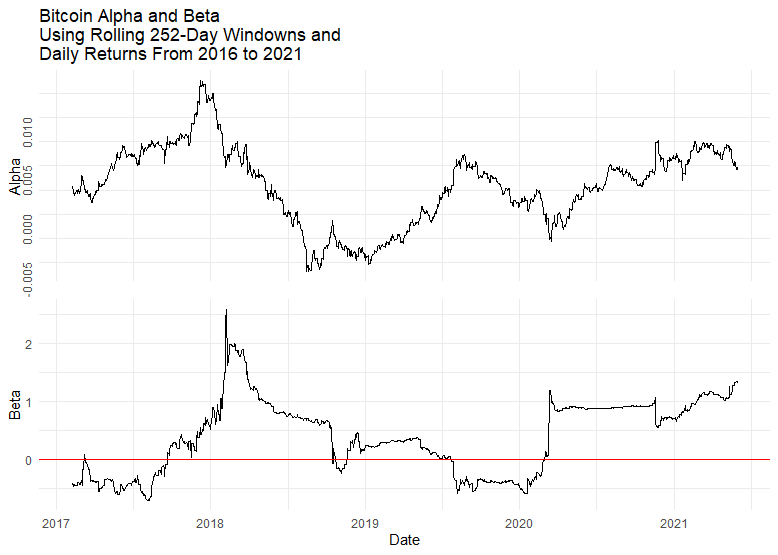 Bitcoin Alpha and Beta
Using Rolling 252-Day Windowns and
Daily Returns From 2016 to 2021
Alpha
0.010
0.005
0.000
-0.005
Beta
2
1
0
2017 2018 2019 2020 2021
Date